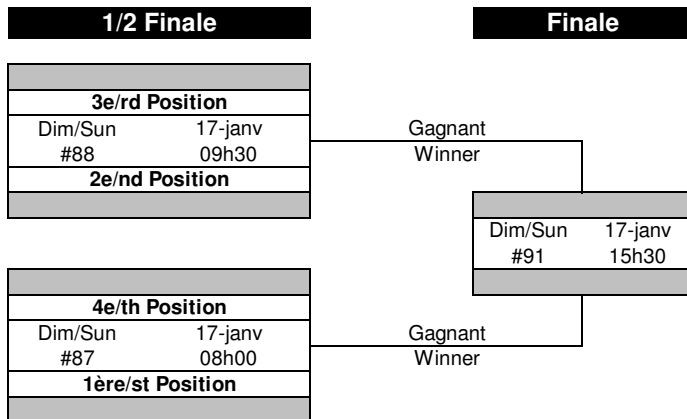 1/2 Finale
Finale
3e/rd Position
Dim/Sun 17-janv
#88 09h30
2e/nd Position
Gagnant
Winner
Dim/Sun 17-janv
#91 15h30
4e/th Position
Dim/Sun 17-janv
#87 08h00
1ère/st Position
Gagnant
Winner